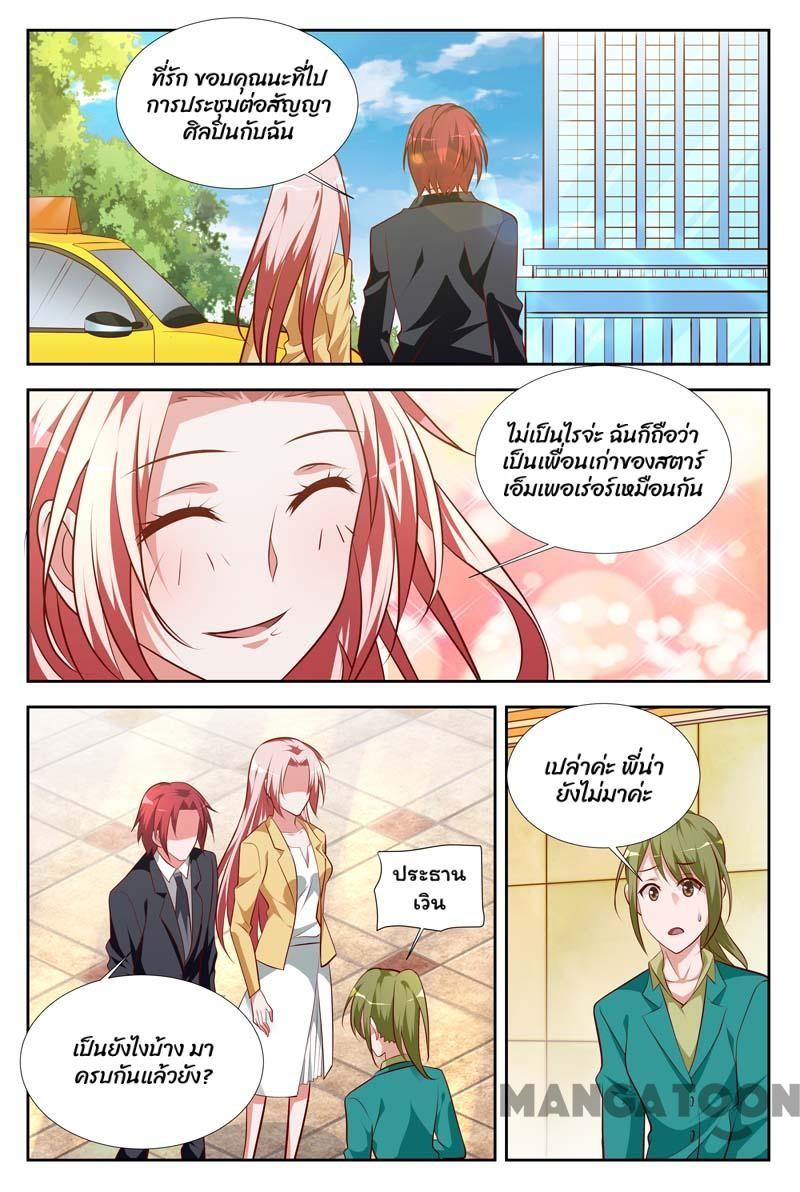 ที่รัก ขอบคุณนะที่ไป
การประชุมต่อสัญญา
ศิลปินกับฉัน
ไม่เป็นไรจ่ะ ฉันก็ถือว่า
เป็นเพื่อนเก่าของสตาร์
เอ็มเพอเร่อร์เหมือนกัน
ประธาน
เวิน
เป็นยังไงบ้าง มา
ครบกันแล้วยัง?
เปล่าค่ะ พี่น่า
ยังไม่มาค่ะ
MANGATOON